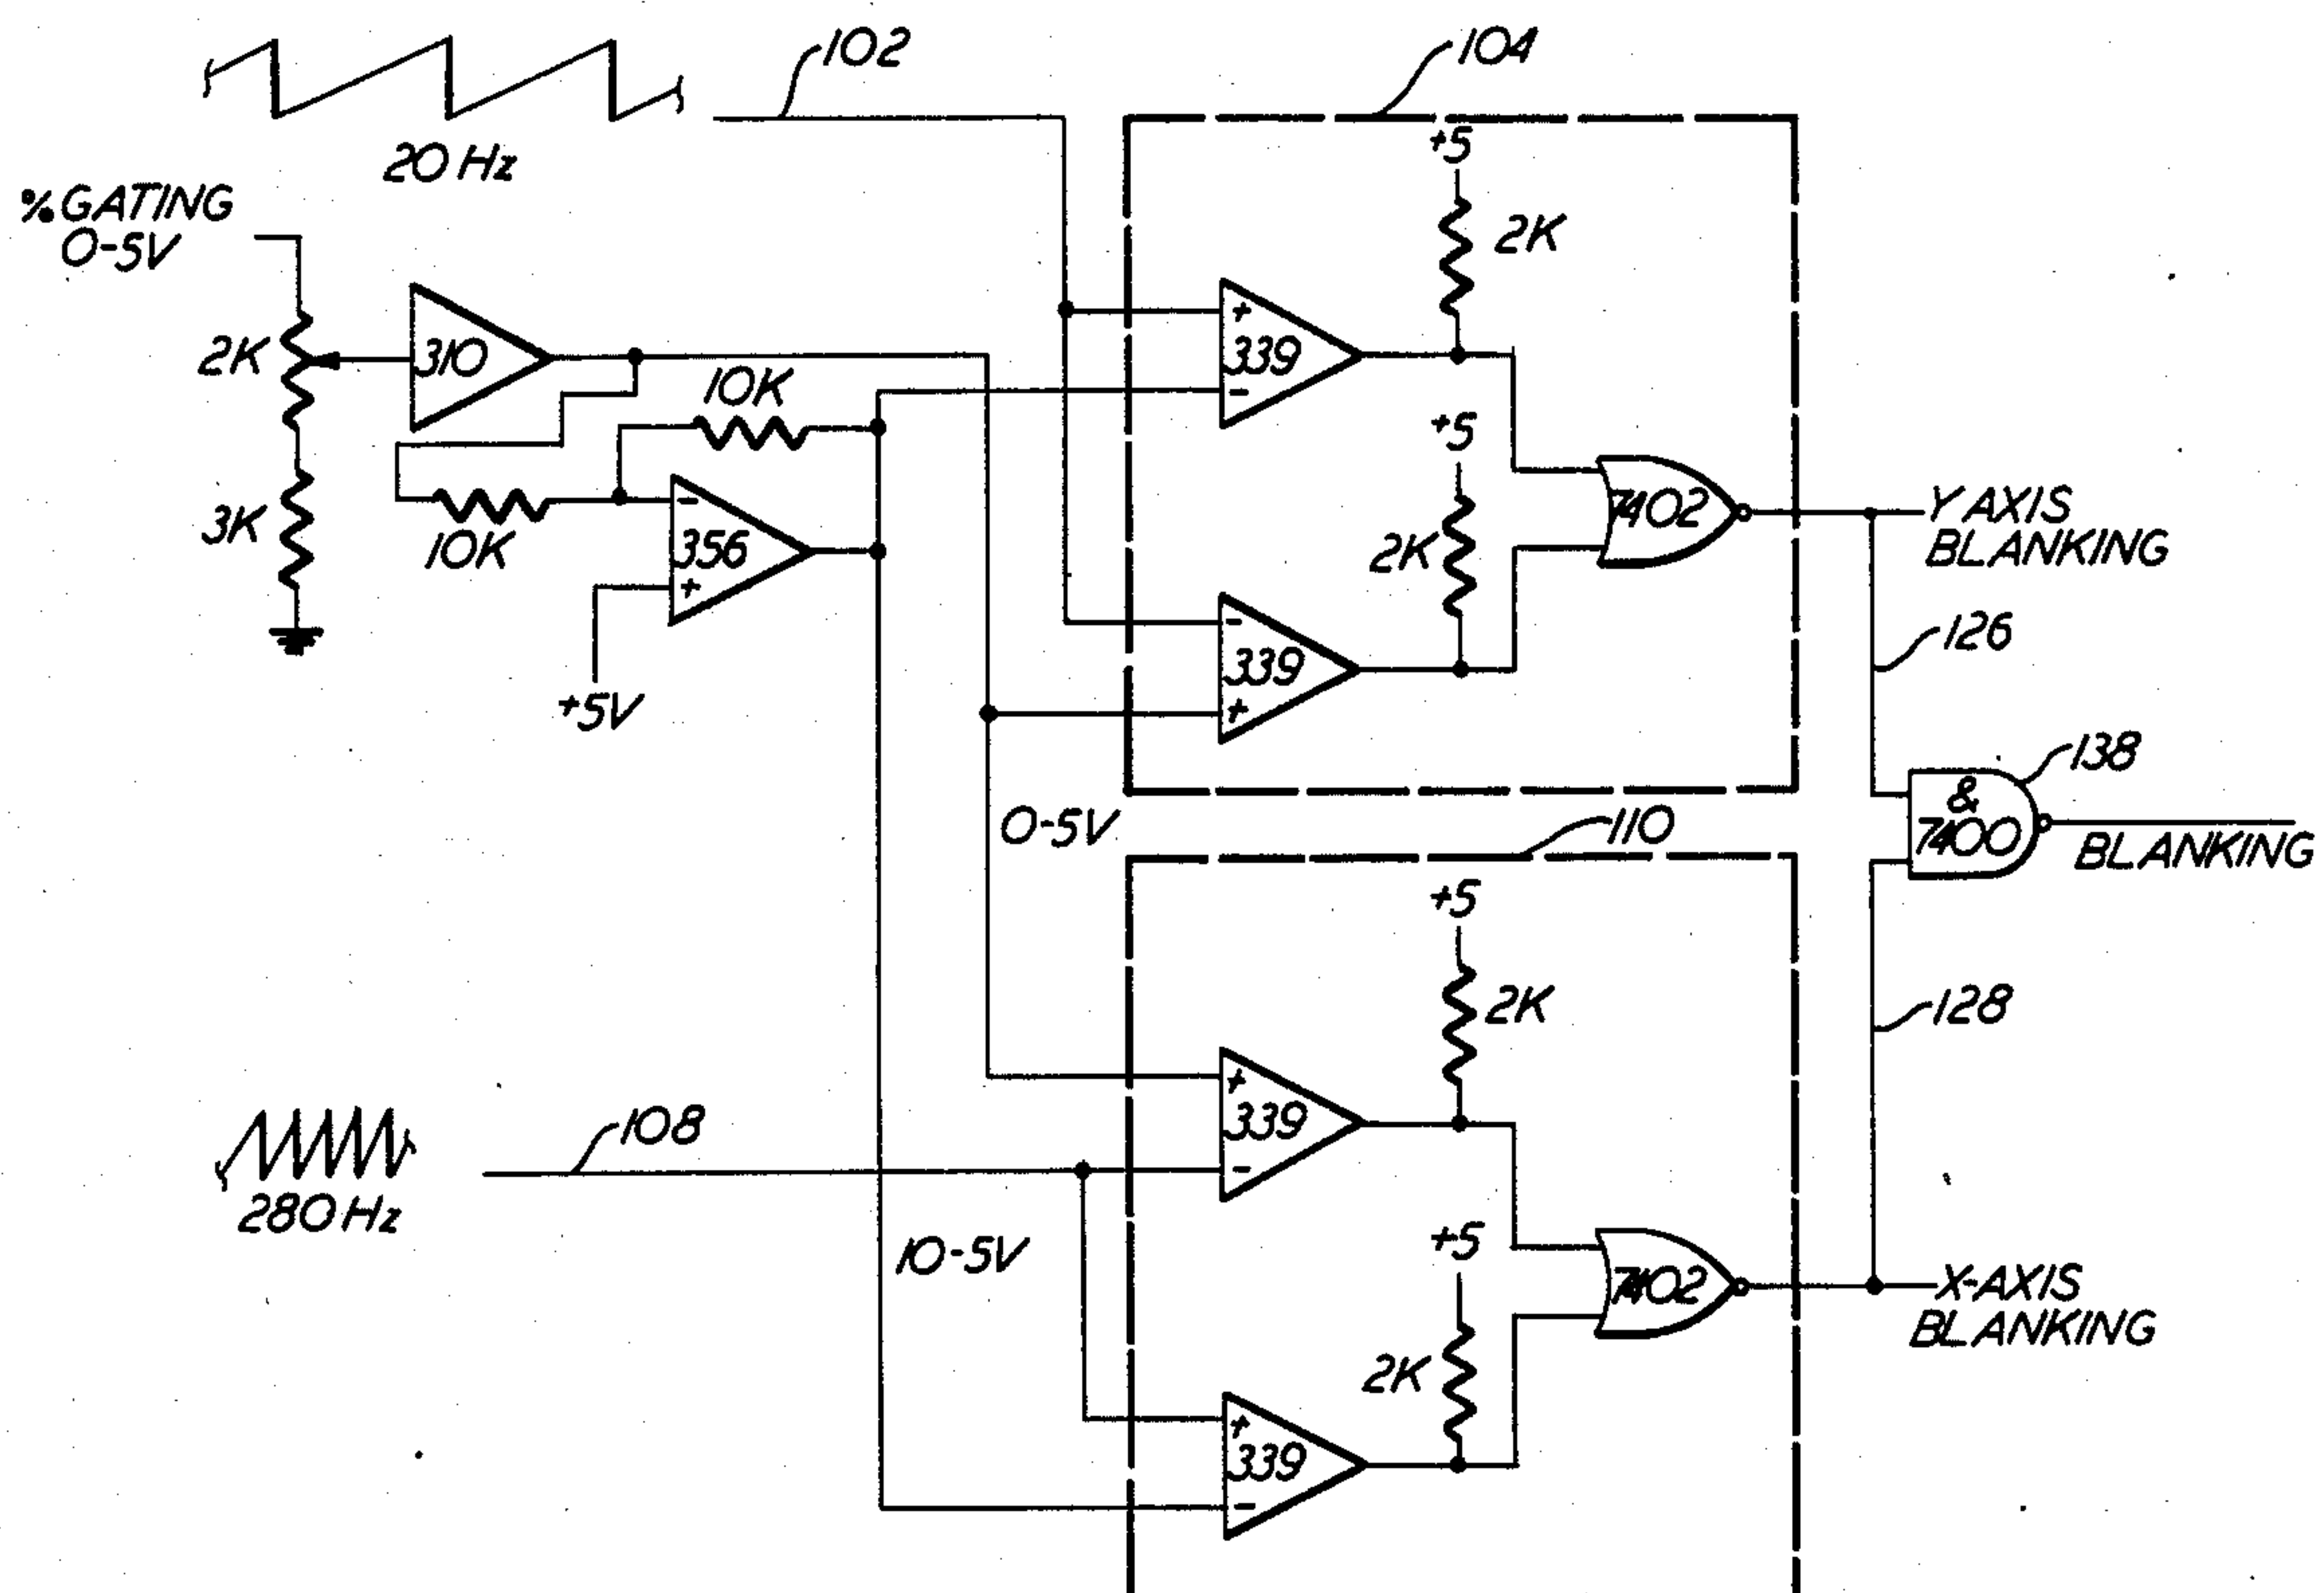 102
104
20 Hz
%GATING
0-5V
+5
2K
2K
310
10K
+
339
-
+5
10K
3K
-
356
+
+5V
2K
7402
Y AXIS
BLANKING
126
-
339
+
0-5V
110
138
&
7400
BLANKING
+5
2K
128
108
280 Hz
+
339
-
10-5V
+5
7402
X-AXIS
BLANKING
2K
+
339
-